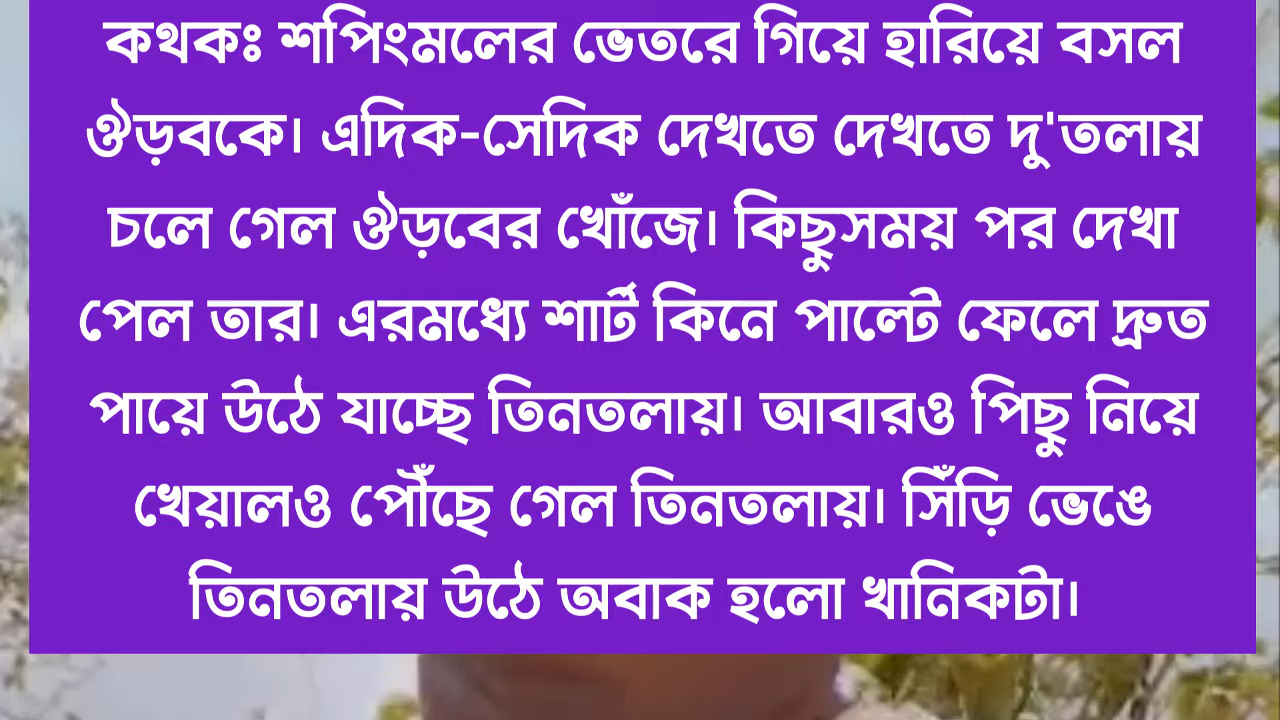 কথকঃ শপিংমলের ভেতরে গিয়ে হারিয়ে বসল
ঔড়বকে। এদিক-সেদিক দেখতে দেখতে দু'তলায়
চলে গেল ঔড়বের খোঁজে। কিছুসময় পর দেখা
পেল তার। এরমধ্যে শার্ট কিনে পাল্টে ফেলে দ্রুত
পায়ে উঠে যাচ্ছে তিনতলায়। আবারও পিছু নিয়ে
খেয়ালও পৌঁছে গেল তিনতলায়। সিঁড়ি ভেঙে
তিনতলায় উঠে অবাক হলো খানিকটা।